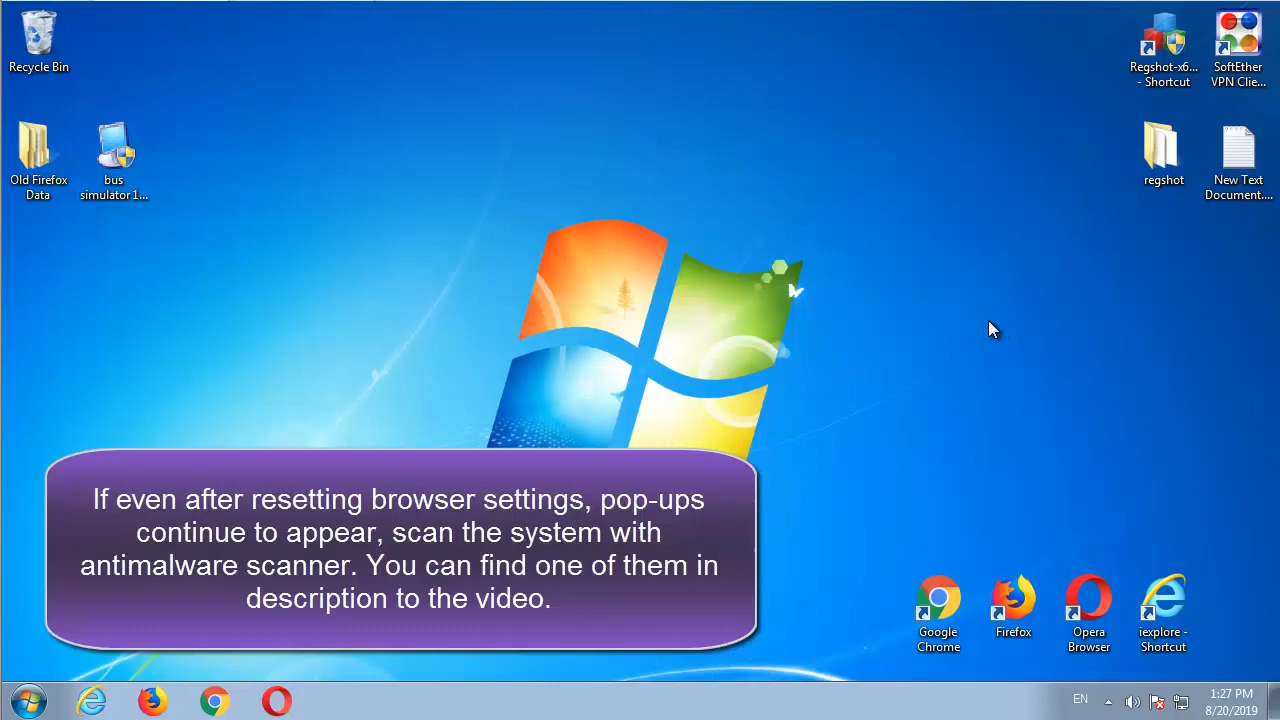 Recycle Bin
Old Firefox
Data
bus
simulator 1...
Regshot-x6...
- Shortcut
SoftEther
VPN Clie...
regshot
New Text
Document....
If even after resetting browser settings, pop-ups
continue to appear, scan the system with
antimalware scanner. You can find one of them in
description to the video.
Google
Chrome
Firefox
Opera
Browser
iexplore -
Shortcut
EN
1:27 PM
8/20/2019